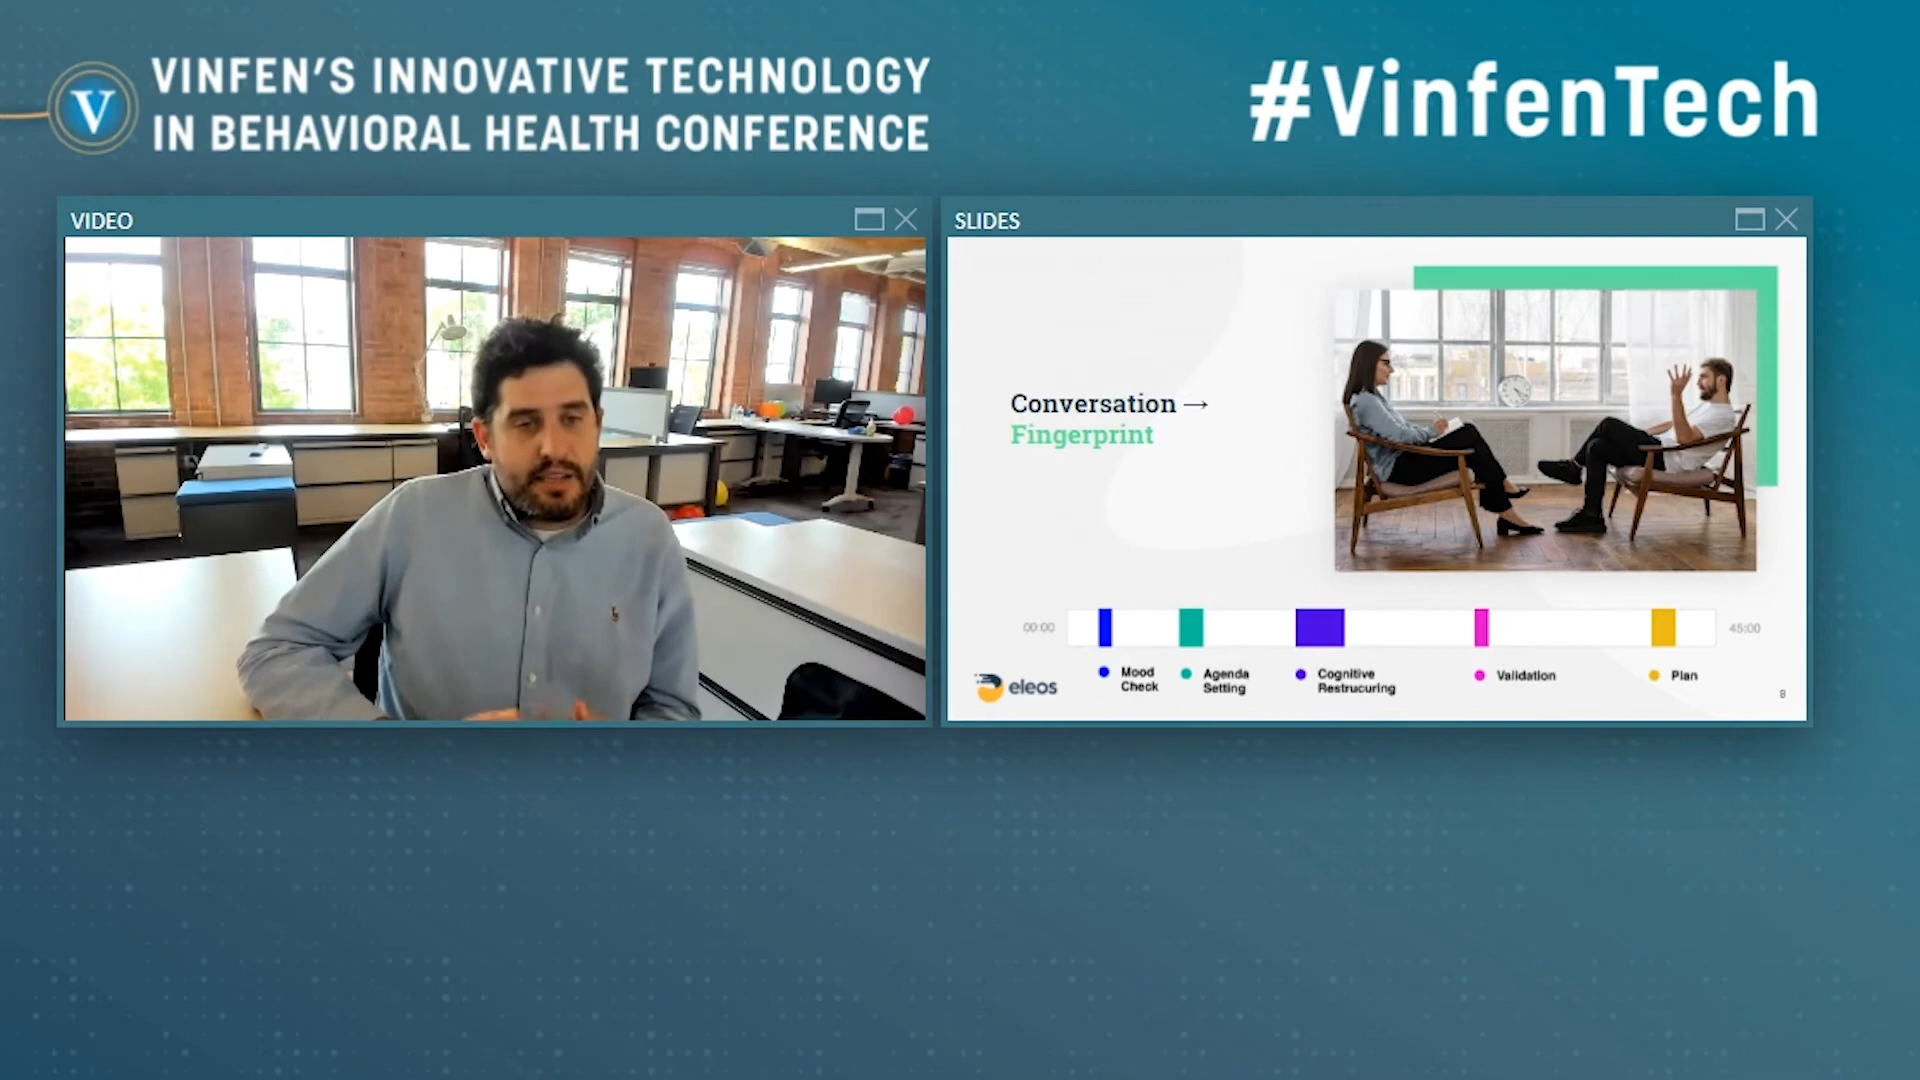 VINFEN'S INNOVATIVE TECHNOLOGY
IN BEHAVIORAL HEALTH CONFERENCE
V
#VinfenTech
VIDEO
SLIDES
Conversation →
Fingerprint
00:00
45:00
Mood
Check
Agenda
Setting
Cognitive
Restrucuring
Validation
Plan
eleos
8